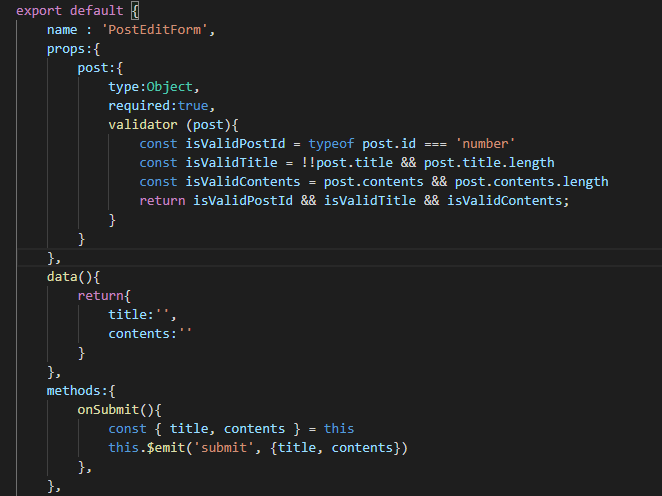 export default {
    name : 'PostEditForm',
    props:{
        post:{
            type:Object,
            required:true,
            validator (post){
                const isValidPostId = typeof post.id === 'number'
                const isValidTitle = !!post.title && post.title.length
                const isValidContents = post.contents && post.contents.length
                return isValidPostId && isValidTitle && isValidContents;
            }
        }
    },
    data(){
        return{
            title:'',
            contents:''
        }
    },
    methods:{
        onSubmit(){
            const { title, contents } = this
            this.$emit('submit', {title, contents})
        },
    },